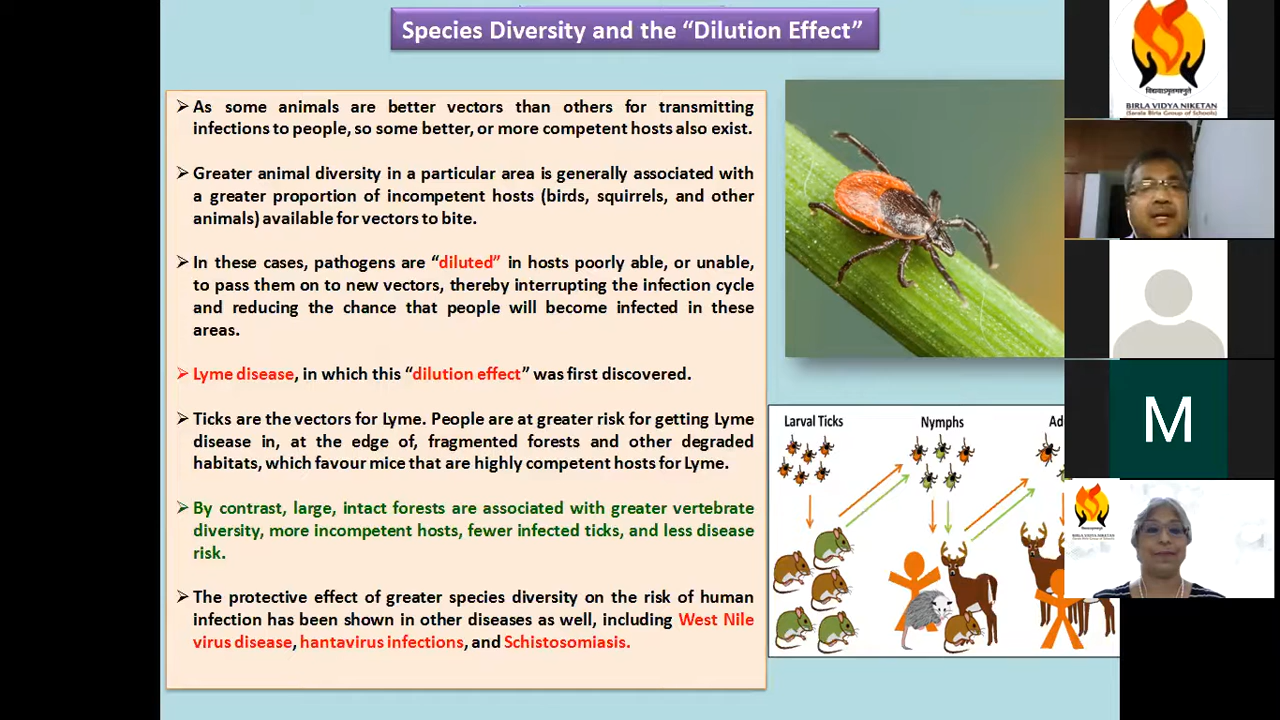 Species Diversity and the “Dilution Effect”
➢ As some animals are better vectors than others for transmitting
infections to people, so some better, or more competent hosts also exist.
➢ Greater animal diversity in a particular area is generally associated with
a greater proportion of incompetent hosts (birds, squirrels, and other
animals) available for vectors to bite.
➢ In these cases, pathogens are “diluted” in hosts poorly able, or unable,
to pass them on to new vectors, thereby interrupting the infection cycle
and reducing the chance that people will become infected in these
areas.
➢ Lyme disease, in which this “dilution effect” was first discovered.
➢ Ticks are the vectors for Lyme. People are at greater risk for getting Lyme
disease in, at the edge of, fragmented forests and other degraded
habitats, which favour mice that are highly competent hosts for Lyme.
➢ By contrast, large, intact forests are associated with greater vertebrate
diversity, more incompetent hosts, fewer infected ticks, and less disease
risk.
➢ The protective effect of greater species diversity on the risk of human
infection has been shown in other diseases as well, including West Nile
virus disease, hantavirus infections, and Schistosomiasis.
Larval Ticks
Nymphs
Ad
BIRLA VIDYA NIKETAN
(Sarala Birla Group of Schools)
M